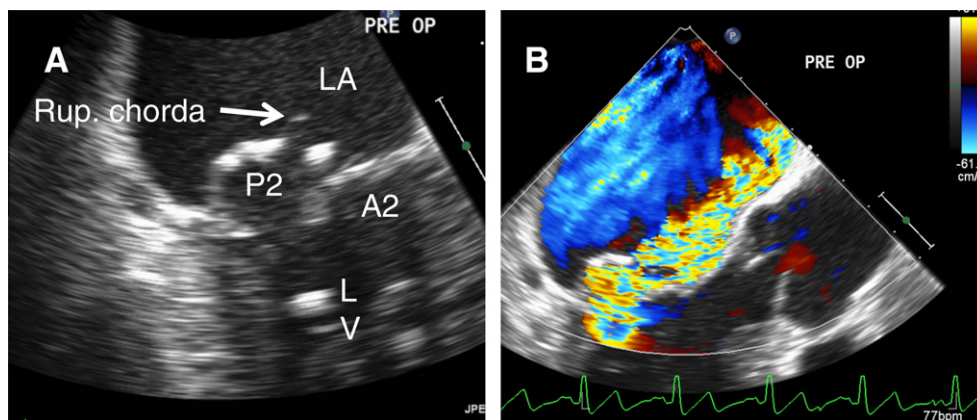 A
PRE OP
LA
Rup. chorda
P2
A2
L
V
JPE
B
P
PRE OP
-61.
cm/
77bpm